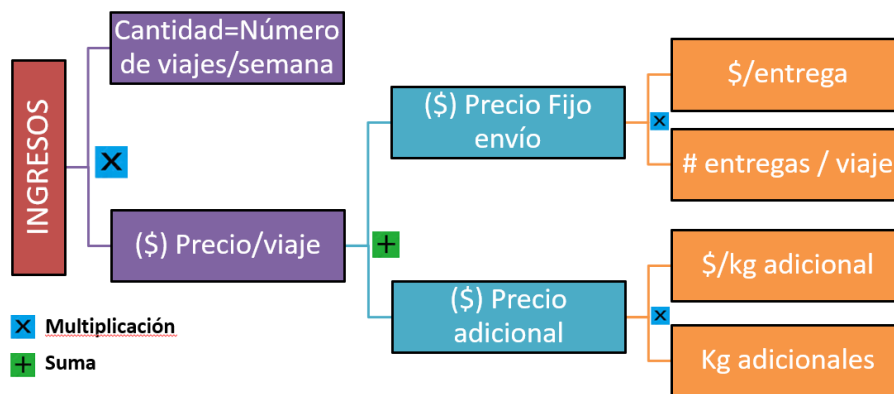 INGRESOS
Cantidad=Número
de viajes/semana
($) Precio/viaje
($) Precio Fijo
envío
($) Precio
adicional
$/entrega
# entregas / viaje
$/kg adicional
Kg adicionales
Multiplicación
Suma